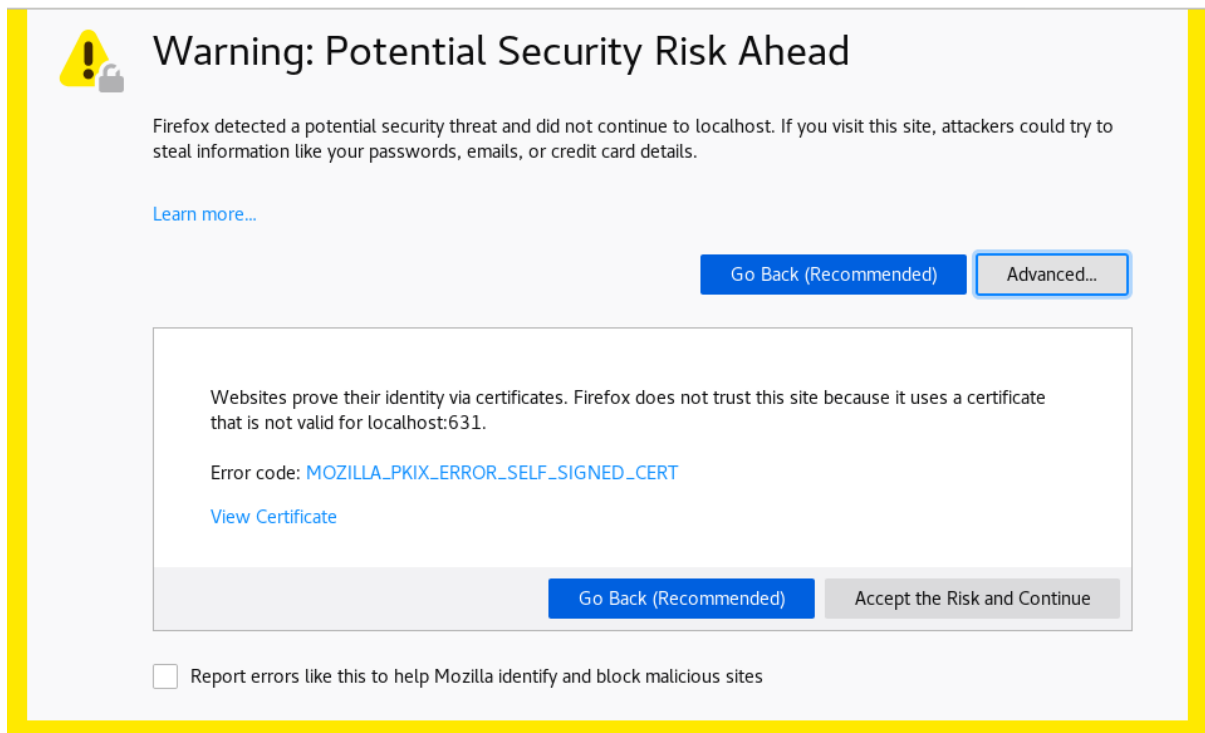 Warning: Potential Security Risk Ahead
Firefox detected a potential security threat and did not continue to localhost. If you visit this site, attackers could try to
steal information like your passwords, emails, or credit card details.
Learn more...
Go Back (Recommended) Advanced...
Websites prove their identity via certificates. Firefox does not trust this site because it uses a certificate
that is not valid for localhost:631.
Error code: MOZILLA_PKIX_ERROR_SELF_SIGNED_CERT
View Certificate
Go Back (Recommended) Accept the Risk and Continue
Report errors like this to help Mozilla identify and block malicious sites